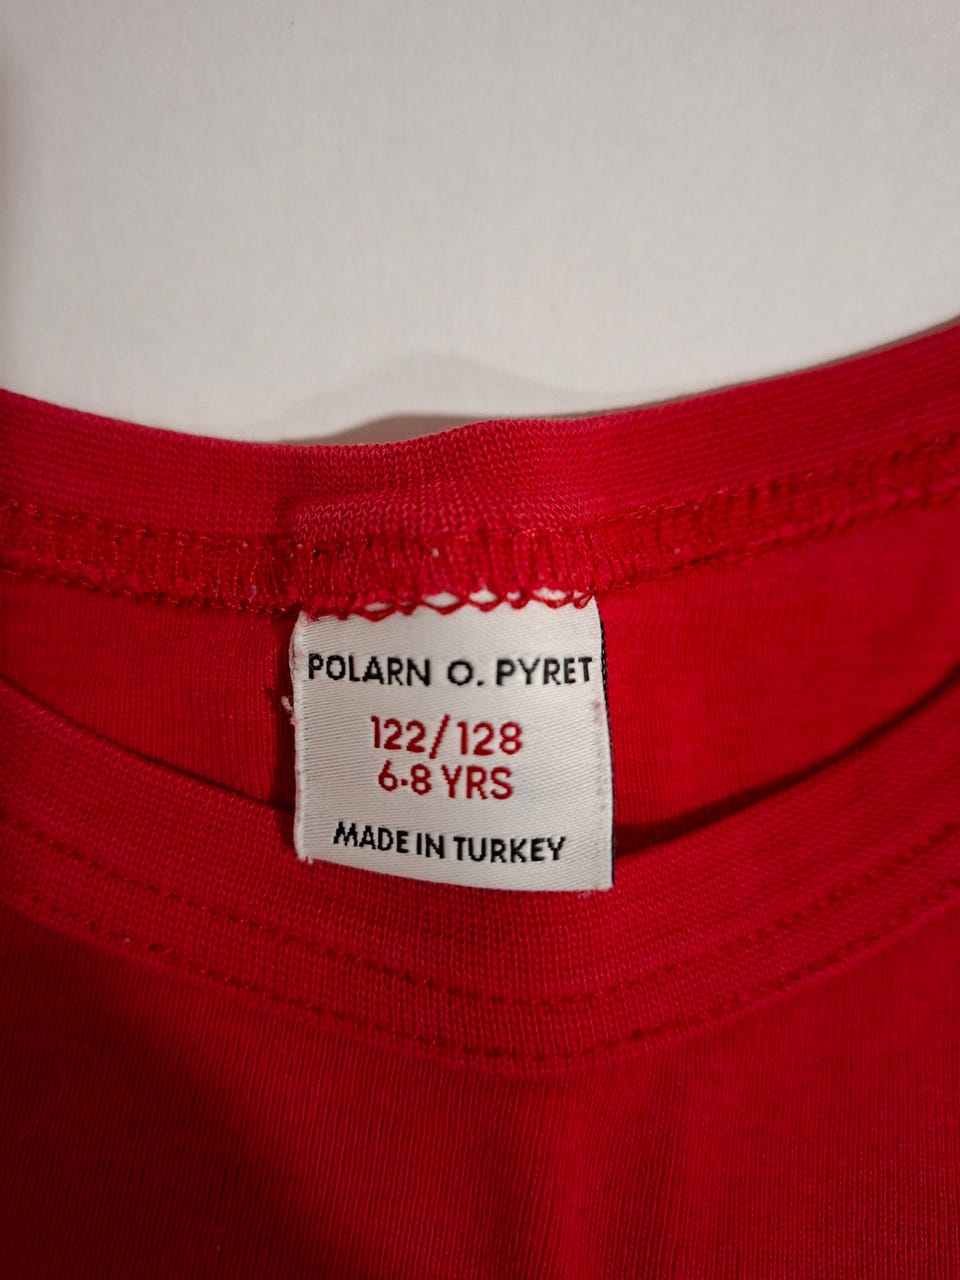 POLARN O. PYRET
122/128
6-8 YRS
MADE IN TURKEY